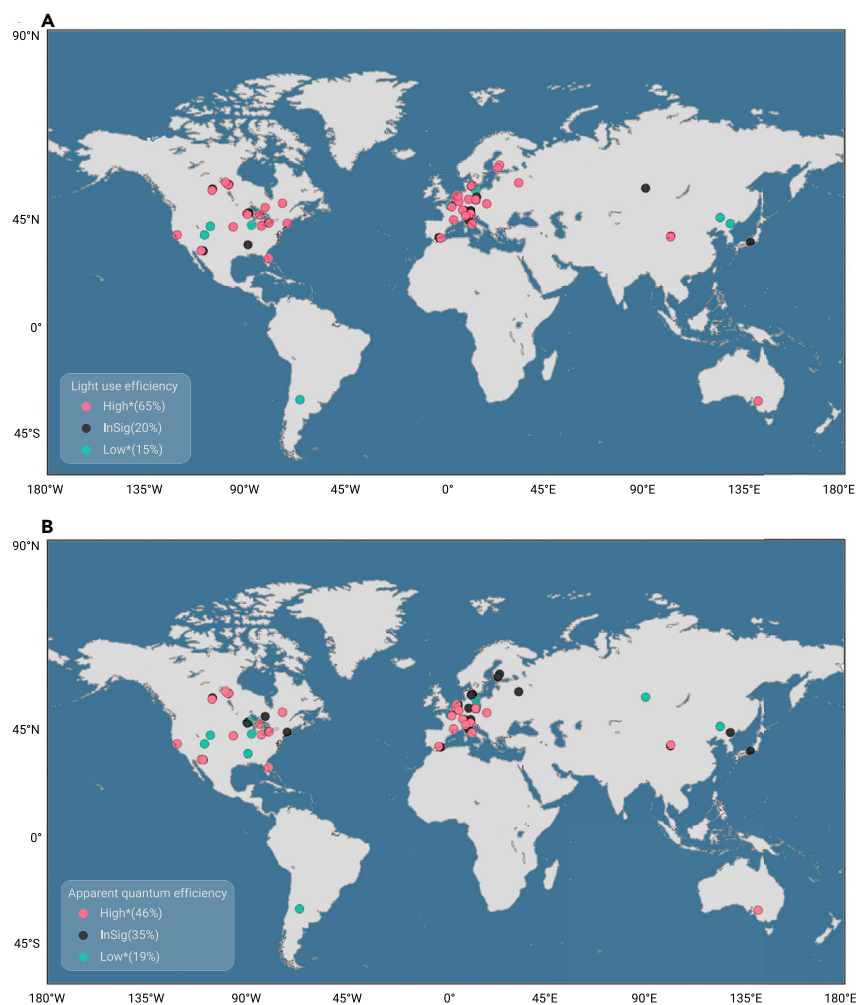 A
90°N
45°N
0°
45°S
Light use efficiency
High*(65%)
InSig(20%)
Low*(15%)
180°W 135°W 90°W 45°W 0° 45°E 90°E 135°E 180°E
B
90°N
45°N
0°
45°S
Apparent quantum efficiency
High*(46%)
InSig(35%)
Low*(19%)
180°W 135°W 90°W 45°W 0° 45°E 90°E 135°E 180°E